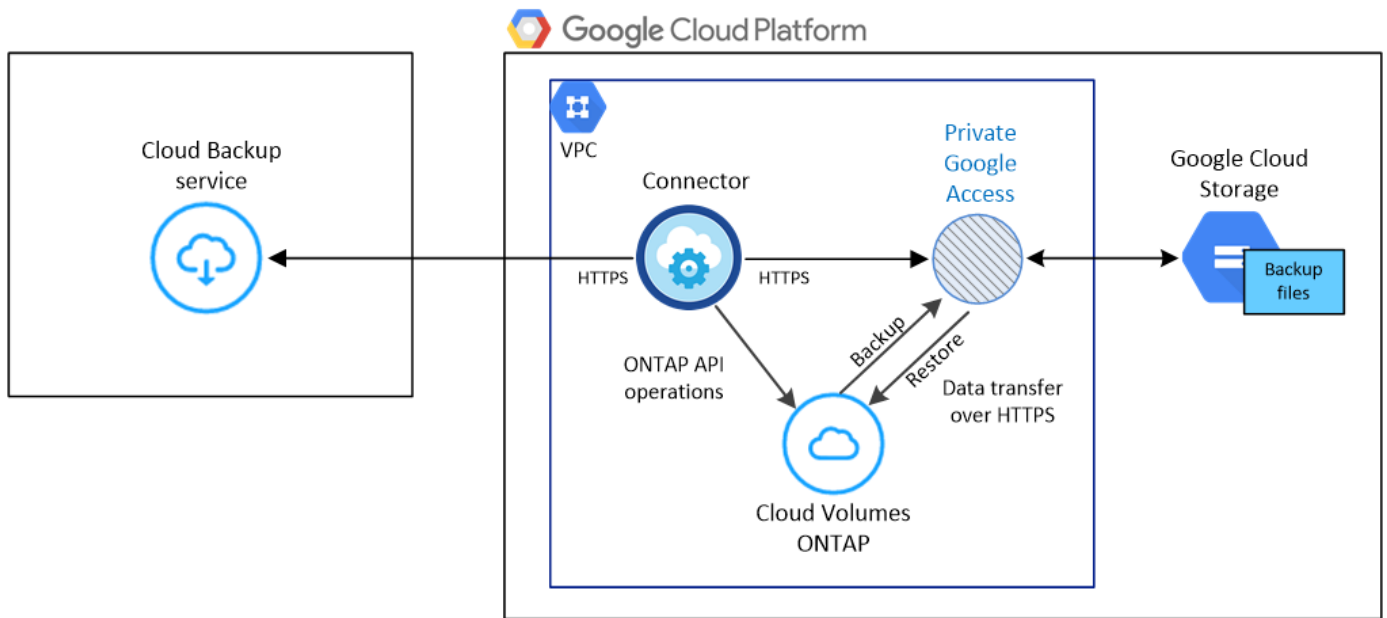 Google Cloud Platform
Cloud Backup
service
VPC
Connector
Private
Google
Access
Google Cloud
Storage
HTTPS
HTTPS
Backup
files
ONTAP API
operations
Backup
Restore
Data transfer
over HTTPS
Cloud Volumes
ONTAP